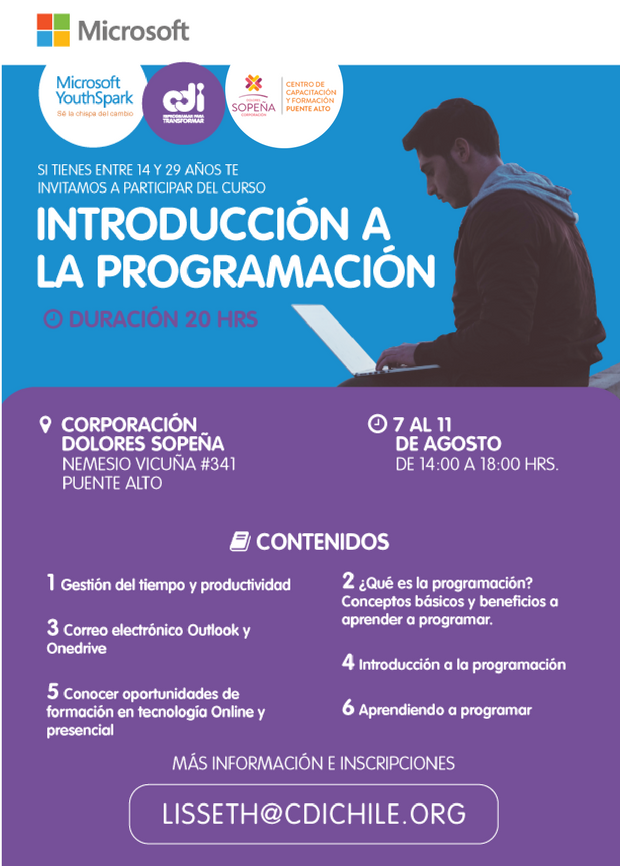 Microsoft
Microsoft
YouthSpark
Sé la chispa del cambio
cdi
REPROGRAMAR PARA
TRANSFORMAR
DOLORES
SOPEÑA
CORPORACIÓN
CENTRO DE
CAPACITACIÓN
Y FORMACIÓN
PUENTE ALTO
SI TIENES ENTRE 14 Y 29 AÑOS TE
INVITAMOS A PARTICIPAR DEL CURSO
INTRODUCCIÓN A
LA PROGRAMACIÓN
DURACIÓN 20 HRS
CORPORACIÓN
DOLORES SOPEÑA
NEMESIO VICUÑA #341
PUENTE ALTO
7 AL 11
DE AGOSTO
DE 14:00 A 18:00 HRS.
CONTENIDOS
1 Gestión del tiempo y productividad
2 ¿Qué es la programación?
Conceptos básicos y beneficios a
aprender a programar.
3 Correo electrónico Outlook y
Onedrive
4 Introducción a la programación
5 Conocer oportunidades de
formación en tecnología Online y
presencial
6 Aprendiendo a programar
MÁS INFORMACIÓN E INSCRIPCIONES
LISSETH@CDICHILE.ORG